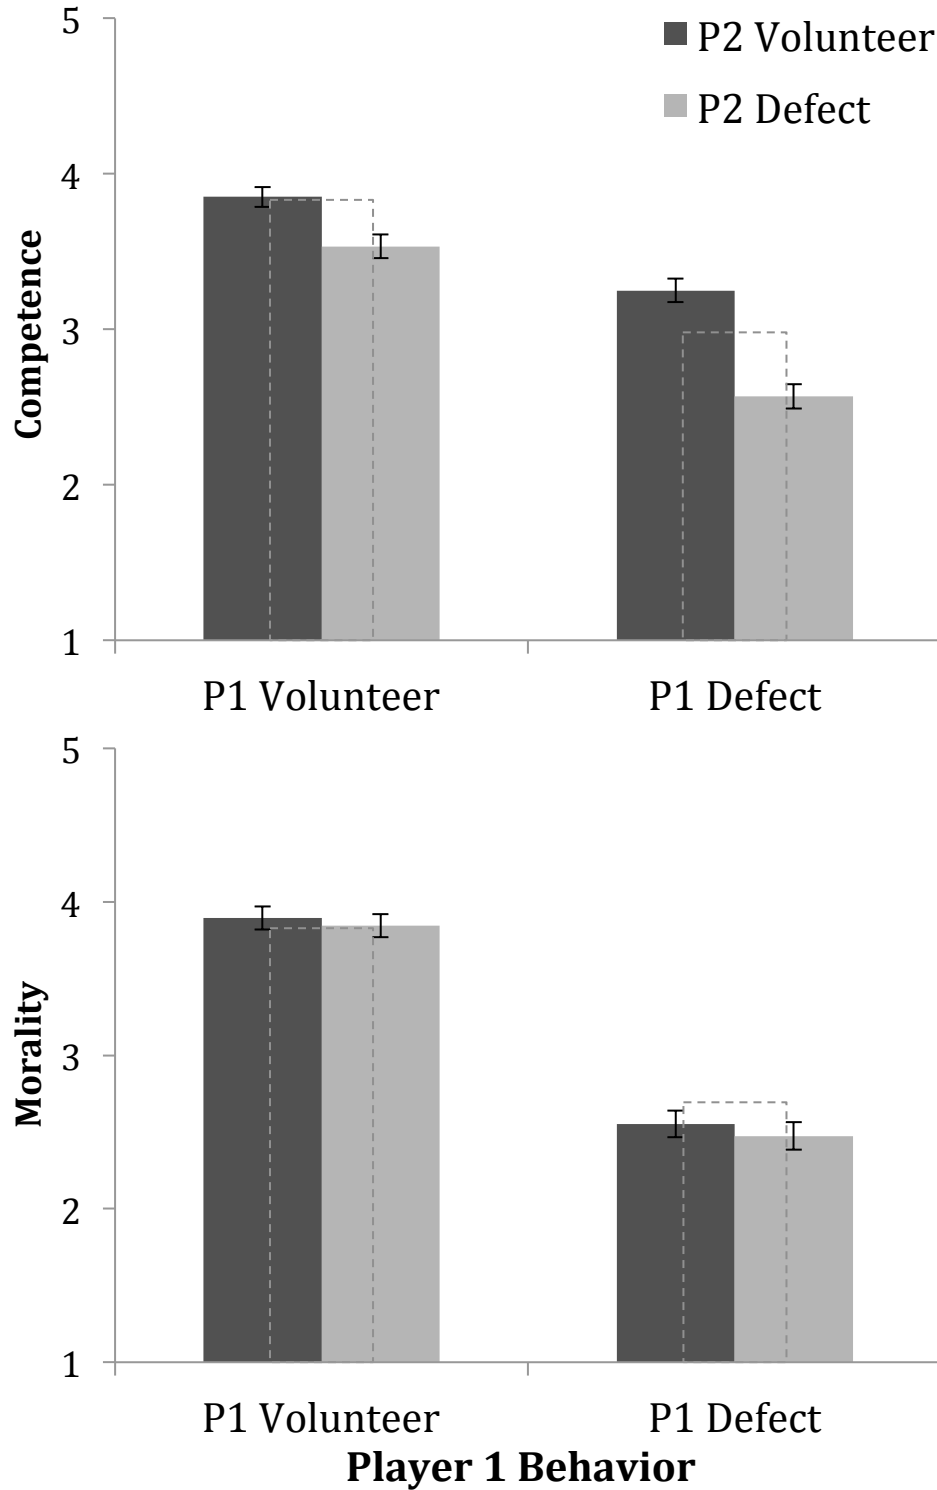 5
P2 Volunteer
P2 Defect
4
3
2
1
Competence
P1 Volunteer
P1 Defect
5
4
3
2
1
Morality
P1 Volunteer
P1 Defect
Player 1 Behavior